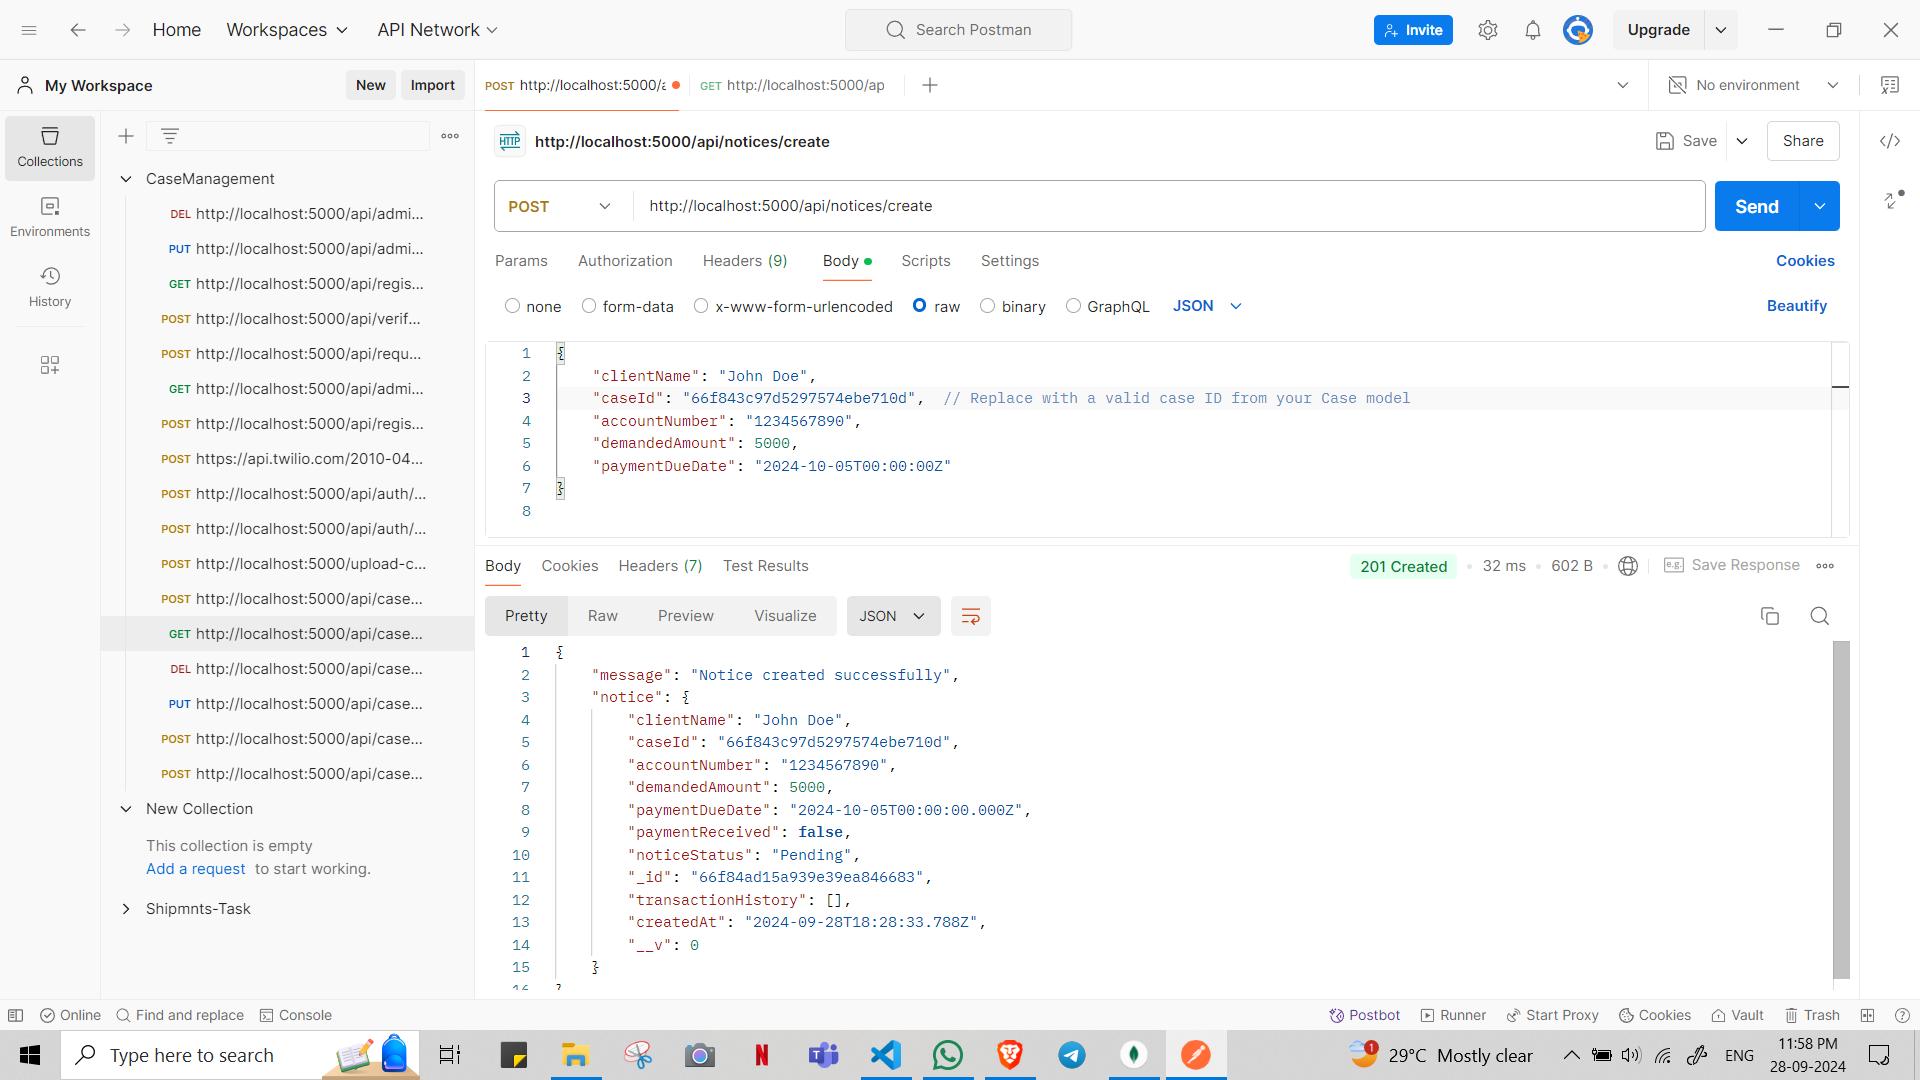 Home
Workspaces
API Network
Search Postman
Invite
Upgrade
My Workspace
New
Import
POST http://localhost:5000/a
GET http://localhost:5000/ap
No environment
Collections
Environments
History
CaseManagement
DEL http://localhost:5000/api/admi...
PUT http://localhost:5000/api/admi...
GET http://localhost:5000/api/regis...
POST http://localhost:5000/api/verif...
POST http://localhost:5000/api/requ...
GET http://localhost:5000/api/admi...
POST http://localhost:5000/api/regis...
POST https://api.twilio.com/2010-04...
POST http://localhost:5000/api/auth/...
POST http://localhost:5000/api/auth/...
POST http://localhost:5000/upload-c...
POST http://localhost:5000/api/case...
GET http://localhost:5000/api/case...
DEL http://localhost:5000/api/case...
PUT http://localhost:5000/api/case...
POST http://localhost:5000/api/case...
POST http://localhost:5000/api/case...
New Collection
This collection is empty
Add a request to start working.
Shipmnts-Task
HTTP http://localhost:5000/api/notices/create
Save
Share
POST
http://localhost:5000/api/notices/create
Send
Params Authorization Headers (9) Body Scripts Settings
Cookies
none form-data x-www-form-urlencoded raw binary GraphQL JSON
Beautify
1 {
2 "clientName": "John Doe",
3 "caseId": "66f843c97d5297574ebe710d", // Replace with a valid case ID from your Case model
4 "accountNumber": "1234567890",
5 "demandedAmount": 5000,
6 "paymentDueDate": "2024-10-05T00:00:00Z"
7 }
8
Body Cookies Headers (7) Test Results
201 Created 32 ms 602 B
e.g. Save Response
Pretty Raw Preview Visualize JSON
1 {
2 "message": "Notice created successfully",
3 "notice": {
4 "clientName": "John Doe",
5 "caseId": "66f843c97d5297574ebe710d",
6 "accountNumber": "1234567890",
7 "demandedAmount": 5000,
8 "paymentDueDate": "2024-10-05T00:00:00.000Z",
9 "paymentReceived": false,
10 "noticeStatus": "Pending",
11 "_id": "66f84ad15a939e39ea846683",
12 "transactionHistory": [],
13 "createdAt": "2024-09-28T18:28:33.788Z",
14 "__v": 0
15 }
16 }
Online
Find and replace
Console
Postbot
Runner
Start Proxy
Cookies
Vault
Trash
Type here to search
1
29°C Mostly clear
ENG
11:58 PM
28-09-2024